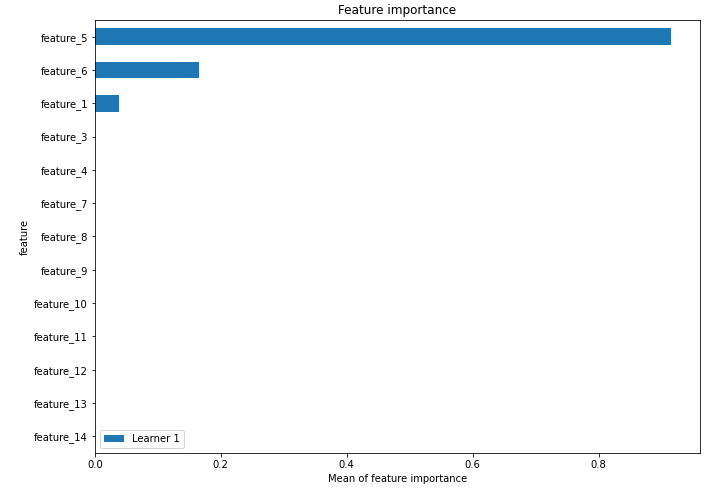 Feature importance
feature_5
feature_6
feature_1
feature_3
feature_4
feature_7
feature_8
feature_9
feature_10
feature_11
feature_12
feature_13
feature_14
feature
Learner 1
0.0 0.2 0.4 0.6 0.8
Mean of feature importance